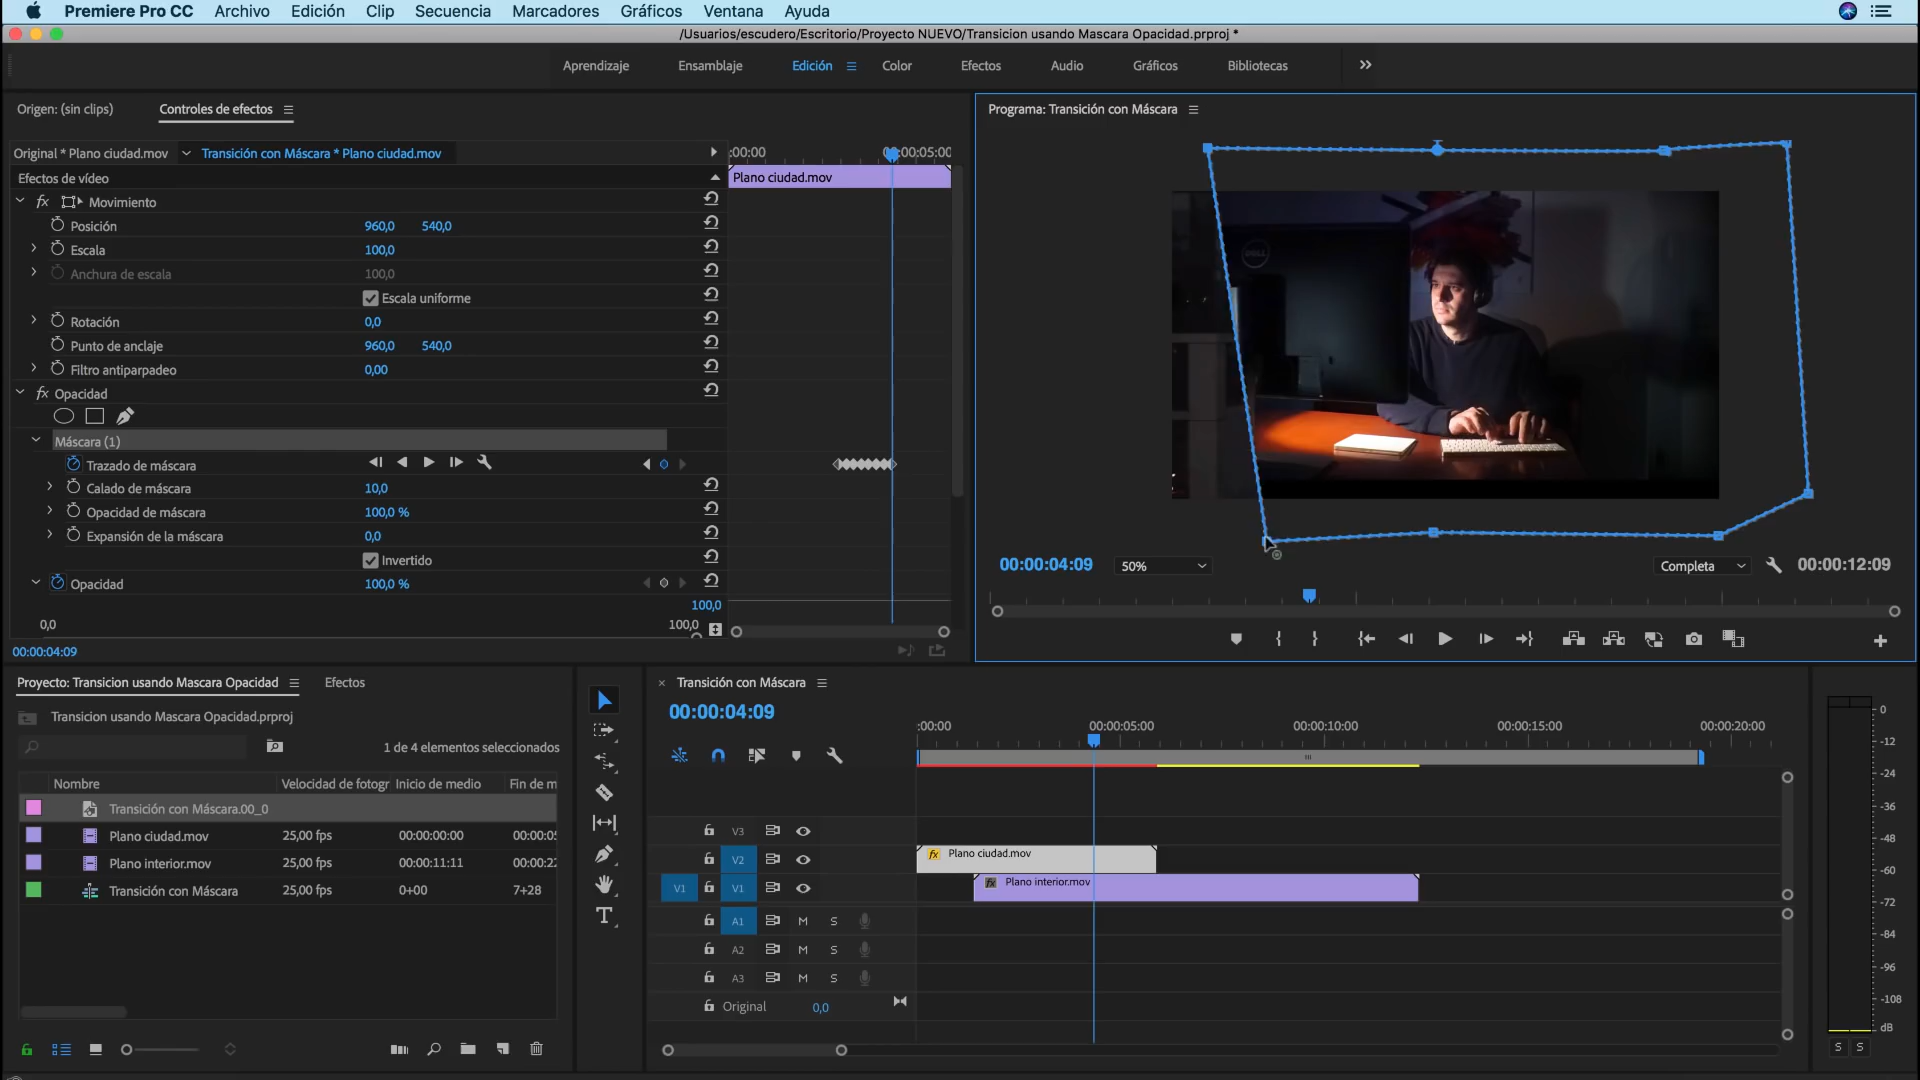 Premiere Pro CC Archivo Edición Clip Secuencia Marcadores Gráficos Ventana Ayuda
/Usuarios/escudero/Escritorio/Proyecto NUEVO/Transicion usando Mascara Opacidad.prproj *
Aprendizaje Ensamblaje Edición Color Efectos Audio Gráficos Bibliotecas
Origen: (sin clips) Controles de efectos
Original * Plano ciudad.mov Transición con Máscara * Plano ciudad.mov
:00:00 00:00:05:00
Efectos de vídeo
Plano ciudad.mov
fx Movimiento
Posición 960,0 540,0
Escala 100,0
Anchura de escala 100,0
Escala uniforme
Rotación 0,0
Punto de anclaje 960,0 540,0
Filtro antiparpadeo 0,00
fx Opacidad
Máscara (1)
Trazado de máscara
Calado de máscara 10,0
Opacidad de máscara 100,0 %
Expansión de la máscara 0,0
Invertido
Opacidad 100,0 %
100,0
0,0 100,0
00:00:04:09
Programa: Transición con Máscara
DELL
00:00:04:09 50% Completa 00:00:12:09
Proyecto: Transicion usando Mascara Opacidad Efectos
Transicion usando Mascara Opacidad.prproj
1 de 4 elementos seleccionados
Nombre Velocidad de fotogr Inicio de medio Fin de m
Transición con Máscara.00_0
Plano ciudad.mov 25,00 fps 00:00:00:00 00:00:05
Plano interior.mov 25,00 fps 00:00:11:11 00:00:22
Transición con Máscara 25,00 fps 0+00 7+28
× Transición con Máscara
00:00:04:09
:00:00 00:00:05:00 00:00:10:00 00:00:15:00 00:00:20:00
V3
V2 fx Plano ciudad.mov
V1 V1 fx Plano interior.mov
A1 M S
A2 M S
A3 M S
Original 0,0
T
0
-12
-24
-36
-48
-60
-72
-84
-96
-108
dB
S S